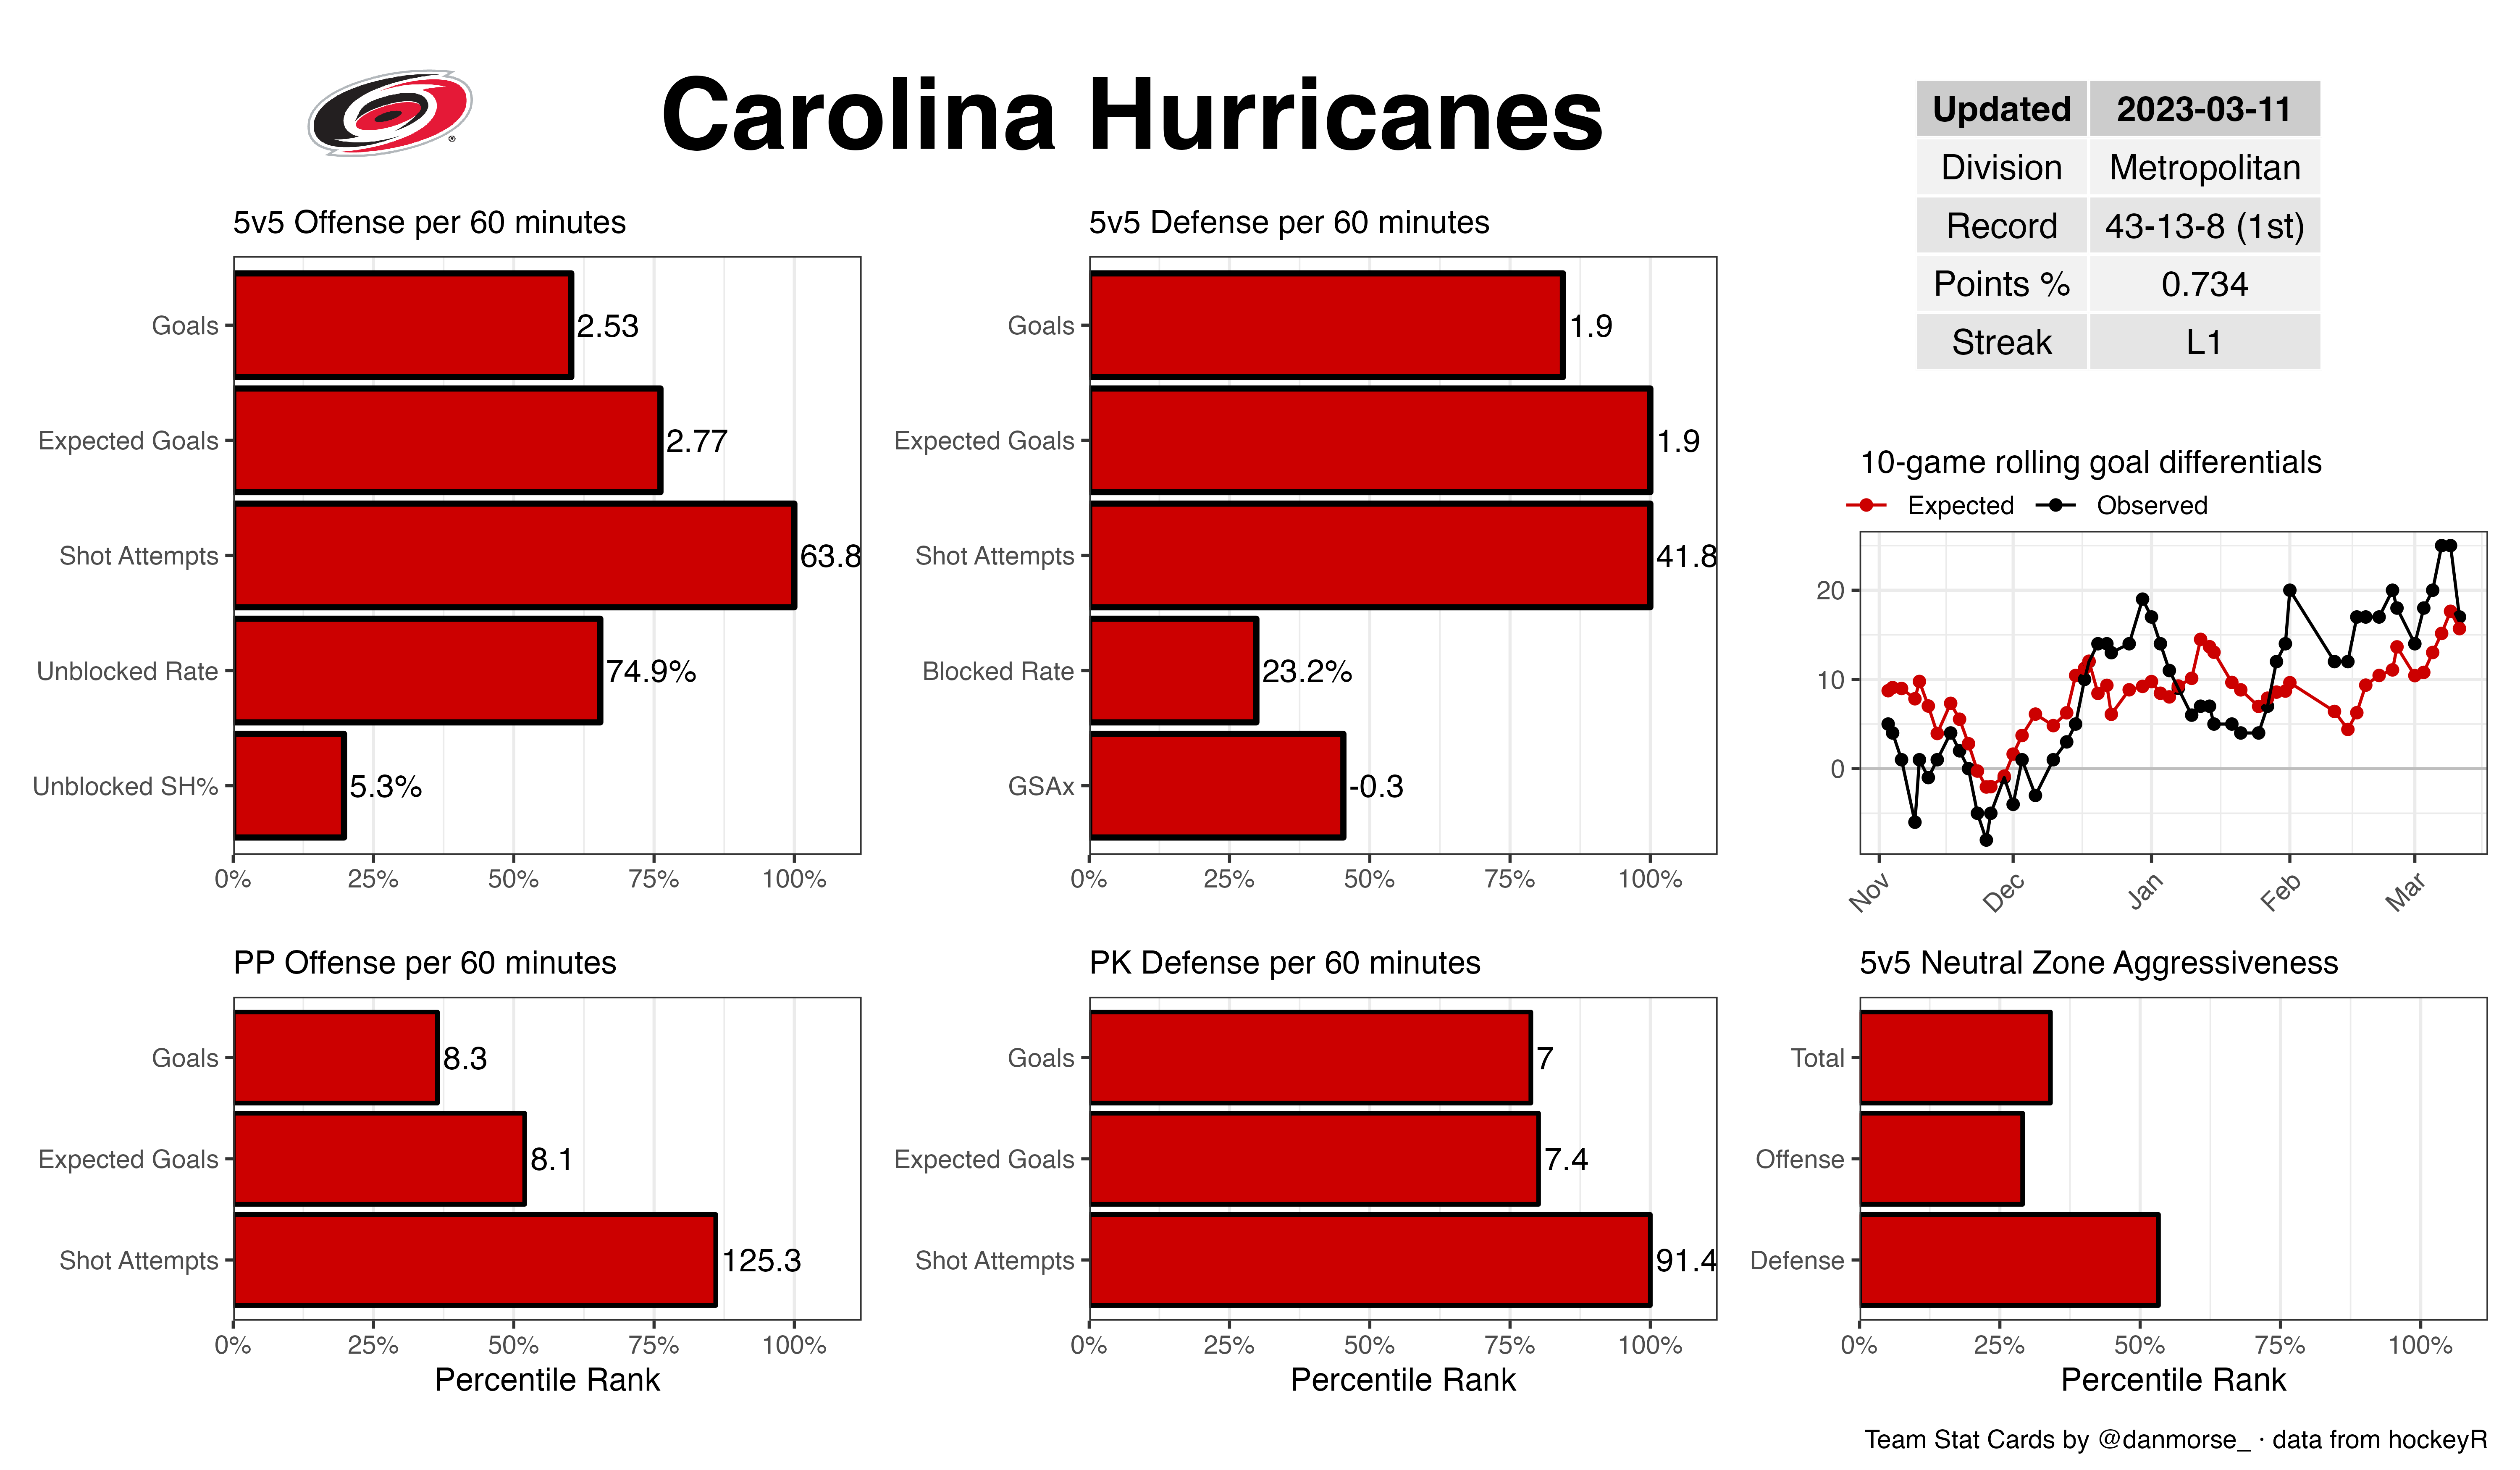 Carolina Hurricanes
Updated 2023-03-11
Division Metropolitan
Record 43-13-8 (1st)
Points % 0.734
Streak L1
5v5 Offense per 60 minutes
Goals 2.53
Expected Goals 2.77
Shot Attempts 63.8
Unblocked Rate 74.9%
Unblocked SH% 5.3%
0% 25% 50% 75% 100%
5v5 Defense per 60 minutes
Goals 1.9
Expected Goals 1.9
Shot Attempts 41.8
Blocked Rate 23.2%
GSAx -0.3
0% 25% 50% 75% 100%
10-game rolling goal differentials
Expected Observed
20
10
0
Nov Dec Jan Feb Mar
PP Offense per 60 minutes
Goals 8.3
Expected Goals 8.1
Shot Attempts 125.3
0% 25% 50% 75% 100%
Percentile Rank
PK Defense per 60 minutes
Goals 7
Expected Goals 7.4
Shot Attempts 91.4
0% 25% 50% 75% 100%
Percentile Rank
5v5 Neutral Zone Aggressiveness
Total
Offense
Defense
0% 25% 50% 75% 100%
Percentile Rank
Team Stat Cards by @danmorse_ · data from hockeyR